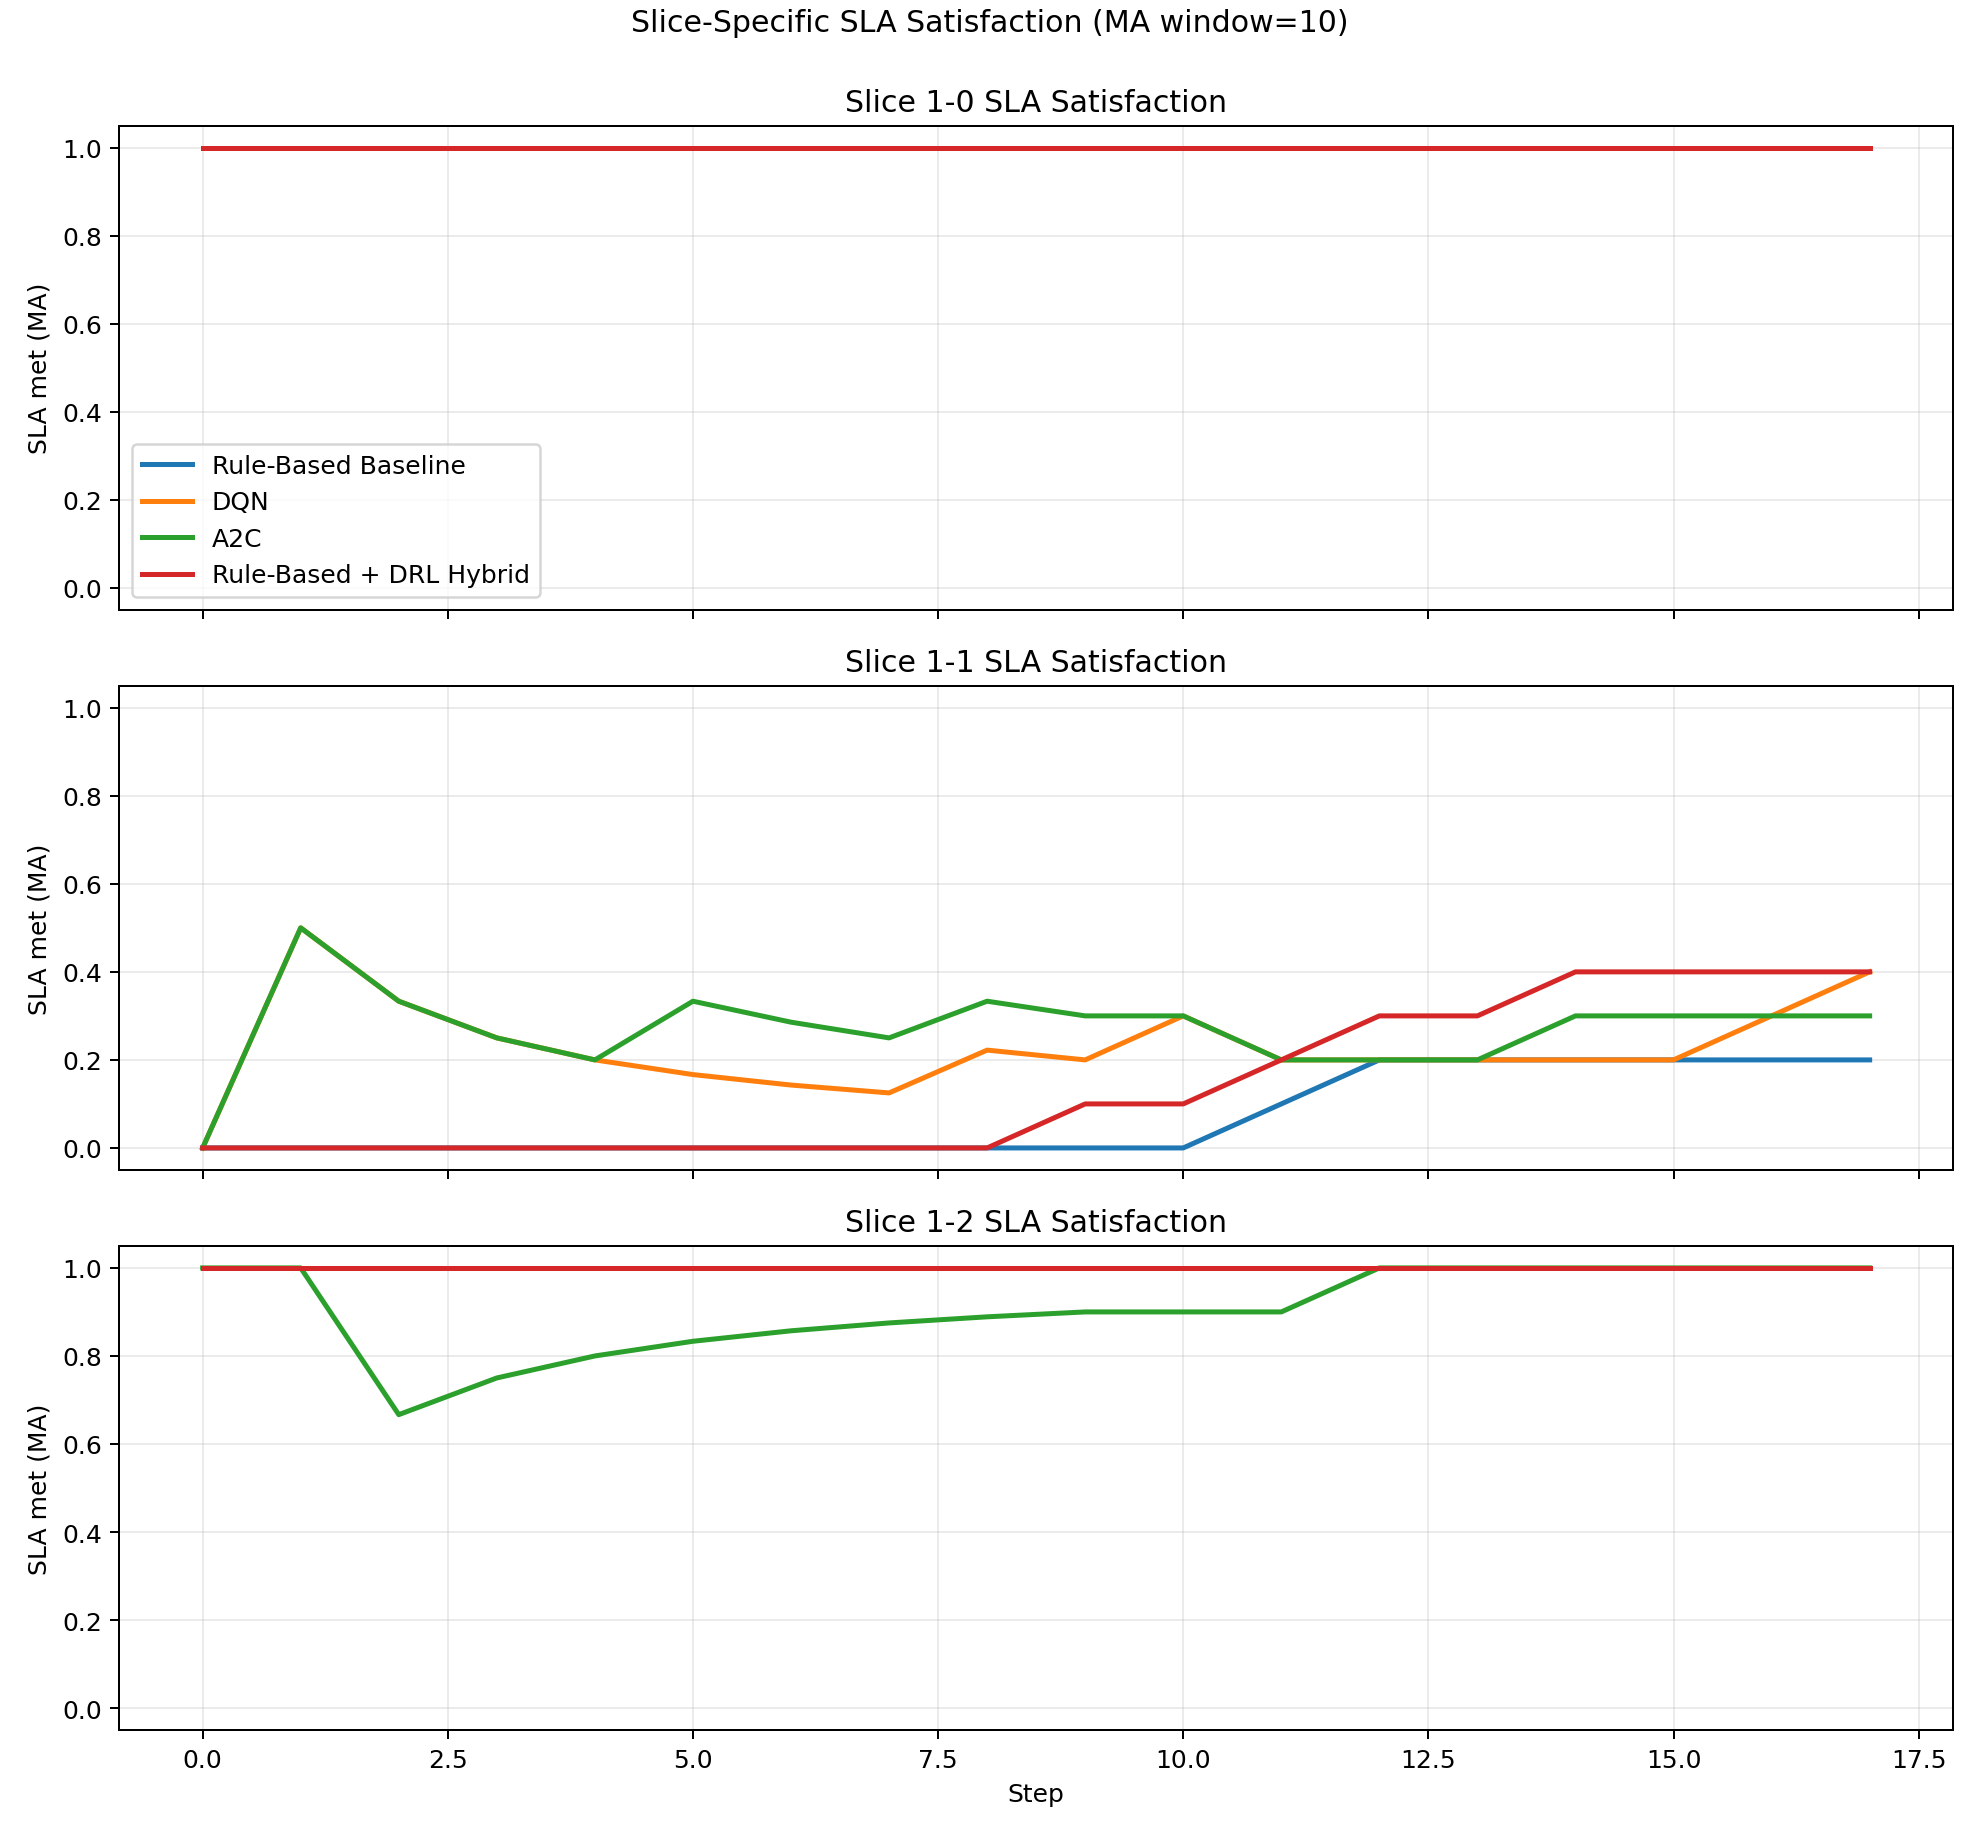 Slice-Specific SLA Satisfaction (MA window=10)
Slice 1-0 SLA Satisfaction
SLA met (MA)
1.0
0.8
0.6
0.4
0.2
0.0
Rule-Based Baseline
DQN
A2C
Rule-Based + DRL Hybrid
Slice 1-1 SLA Satisfaction
SLA met (MA)
1.0
0.8
0.6
0.4
0.2
0.0
Slice 1-2 SLA Satisfaction
SLA met (MA)
1.0
0.8
0.6
0.4
0.2
0.0
0.0 2.5 5.0 7.5 10.0 12.5 15.0 17.5
Step